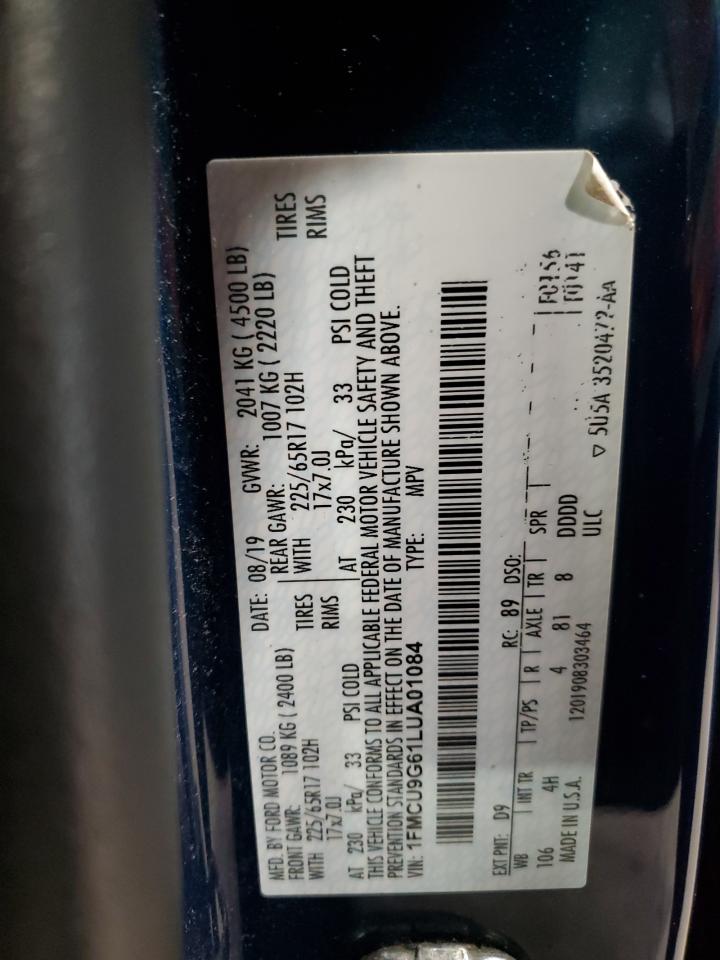 MFD. BY FORD MOTOR CO.
DATE: 08/19 GVWR: 2041 KG ( 4500 LB)
FRONT GAWR: 1089 KG ( 2400 LB) REAR GAWR: 1007 KG ( 2220 LB)
WITH 225/65R17 102H TIRES WITH 225/65R17 102H TIRES
17x7.0J RIMS 17x7.0J RIMS
AT 230 kPa/ 33 PSI COLD AT 230 kPa/ 33 PSI COLD
THIS VEHICLE CONFORMS TO ALL APPLICABLE FEDERAL MOTOR VEHICLE SAFETY AND THEFT
PREVENTION STANDARDS IN EFFECT ON THE DATE OF MANUFACTURE SHOWN ABOVE.
VIN: 1FMCU9G61LUA01084 TYPE: MPV
EXT PNT: D9 RC: 89 DSO:
WB INT TR TP/PS R AXLE TR SPR F0156
106 4H 4 81 8 DDDD F0141
MADE IN U.S.A. 1201908303464 ULC
▽ 5U5A 3520472-AA